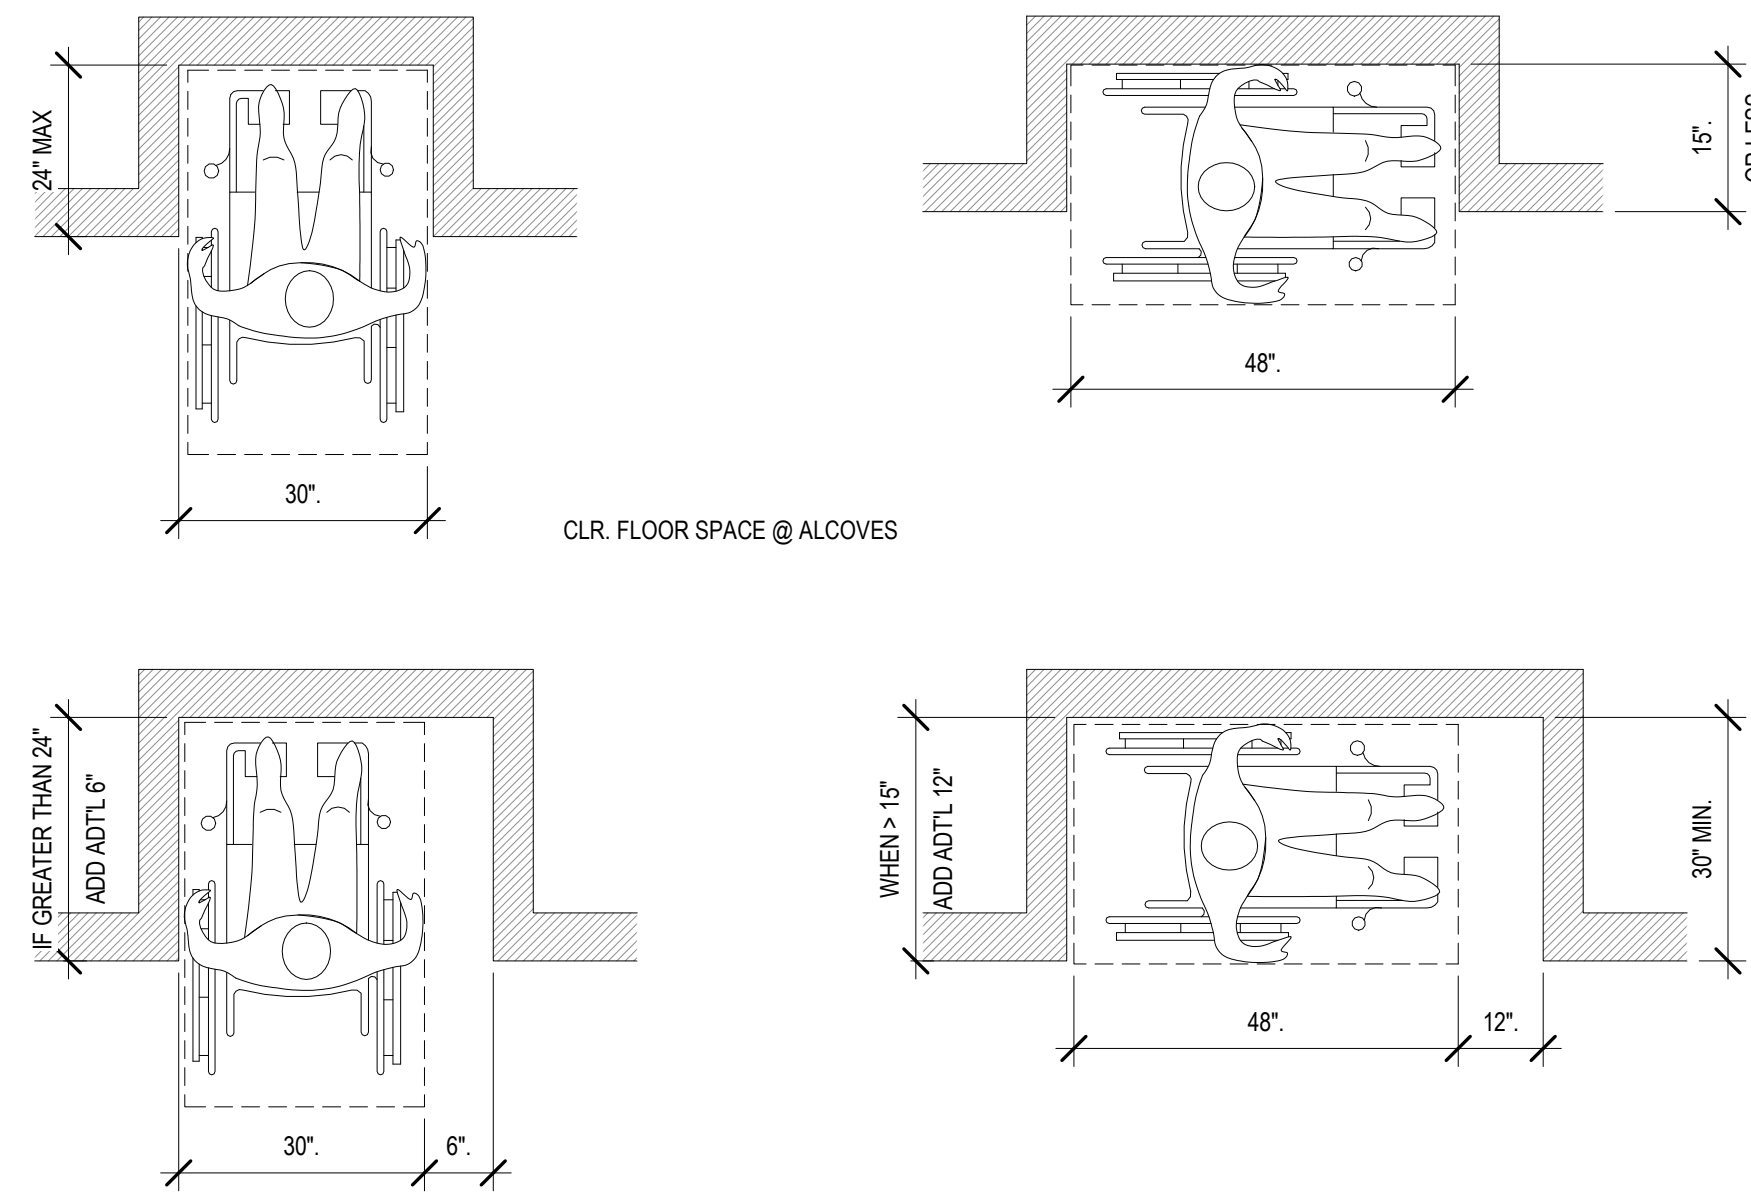 24" MAX
30".
CLR. FLOOR SPACE @ ALCOVES
48".
15".
IF GREATER THAN 24"
ADD ADT'L 6"
30".
6".
WHEN > 15"
ADD ADT'L 12"
48".
12".
30" MIN.